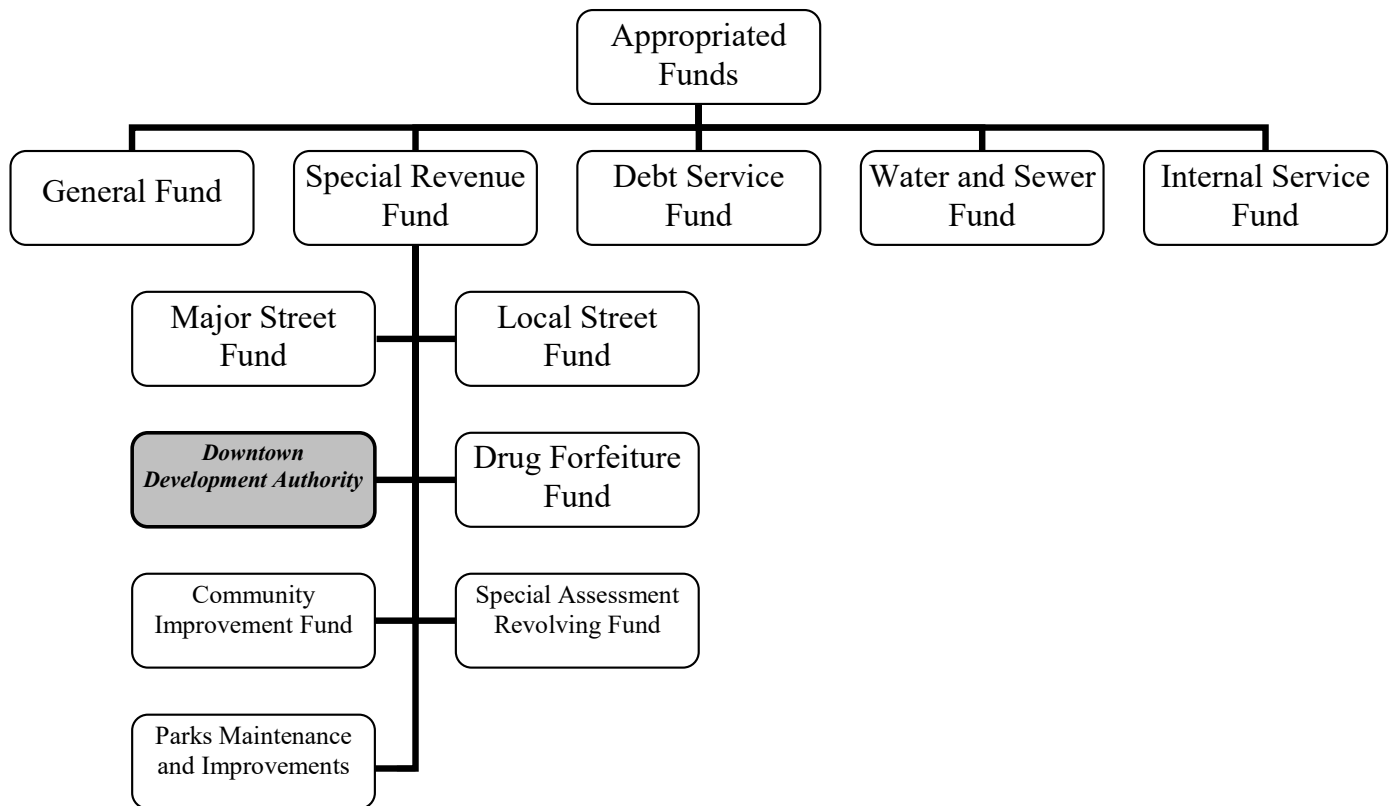 Appropriated
Funds
General Fund
Special Revenue
Fund
Debt Service
Fund
Water and Sewer
Fund
Internal Service
Fund
Major Street
Fund
Local Street
Fund
Downtown
Development Authority
Drug Forfeiture
Fund
Community
Improvement Fund
Special Assessment
Revolving Fund
Parks Maintenance
and Improvements